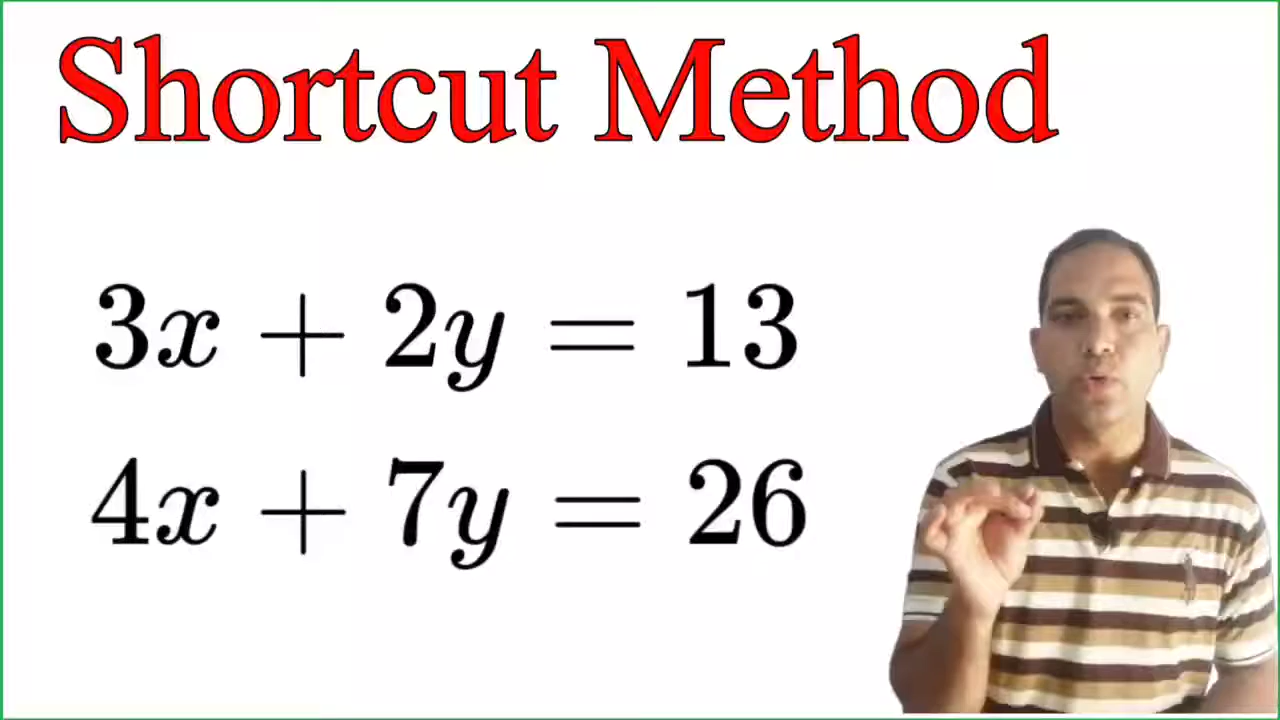 Shortcut Method
3x + 2y = 13
4x + 7y = 26